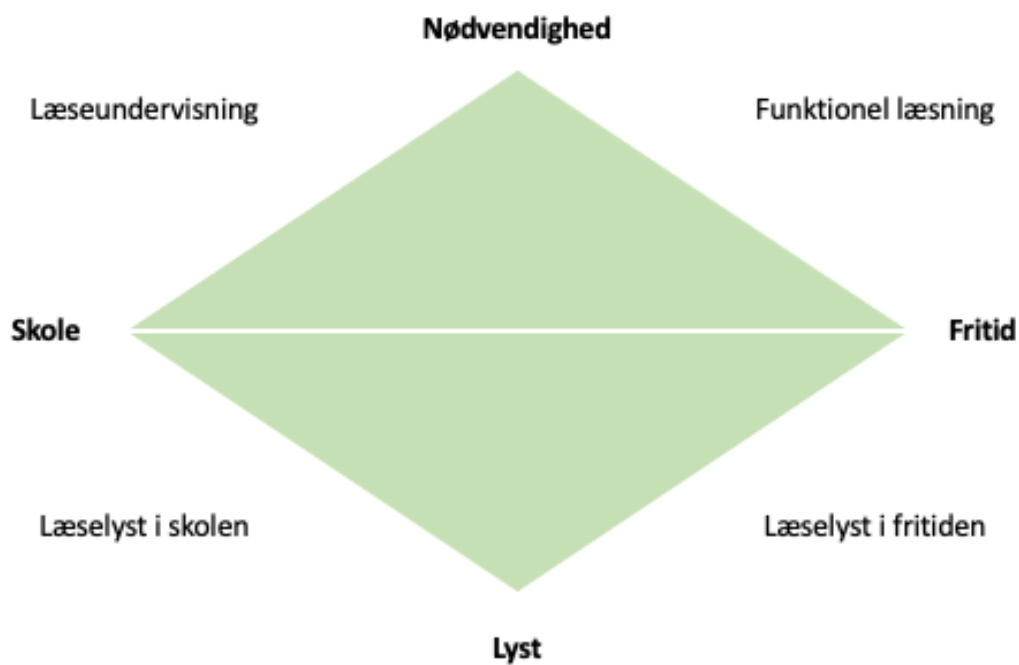 Nødvendighed
Læseundervisning
Funktionel læsning
Skole
Fritid
Læselyst i skolen
Læselyst i fritiden
Lyst